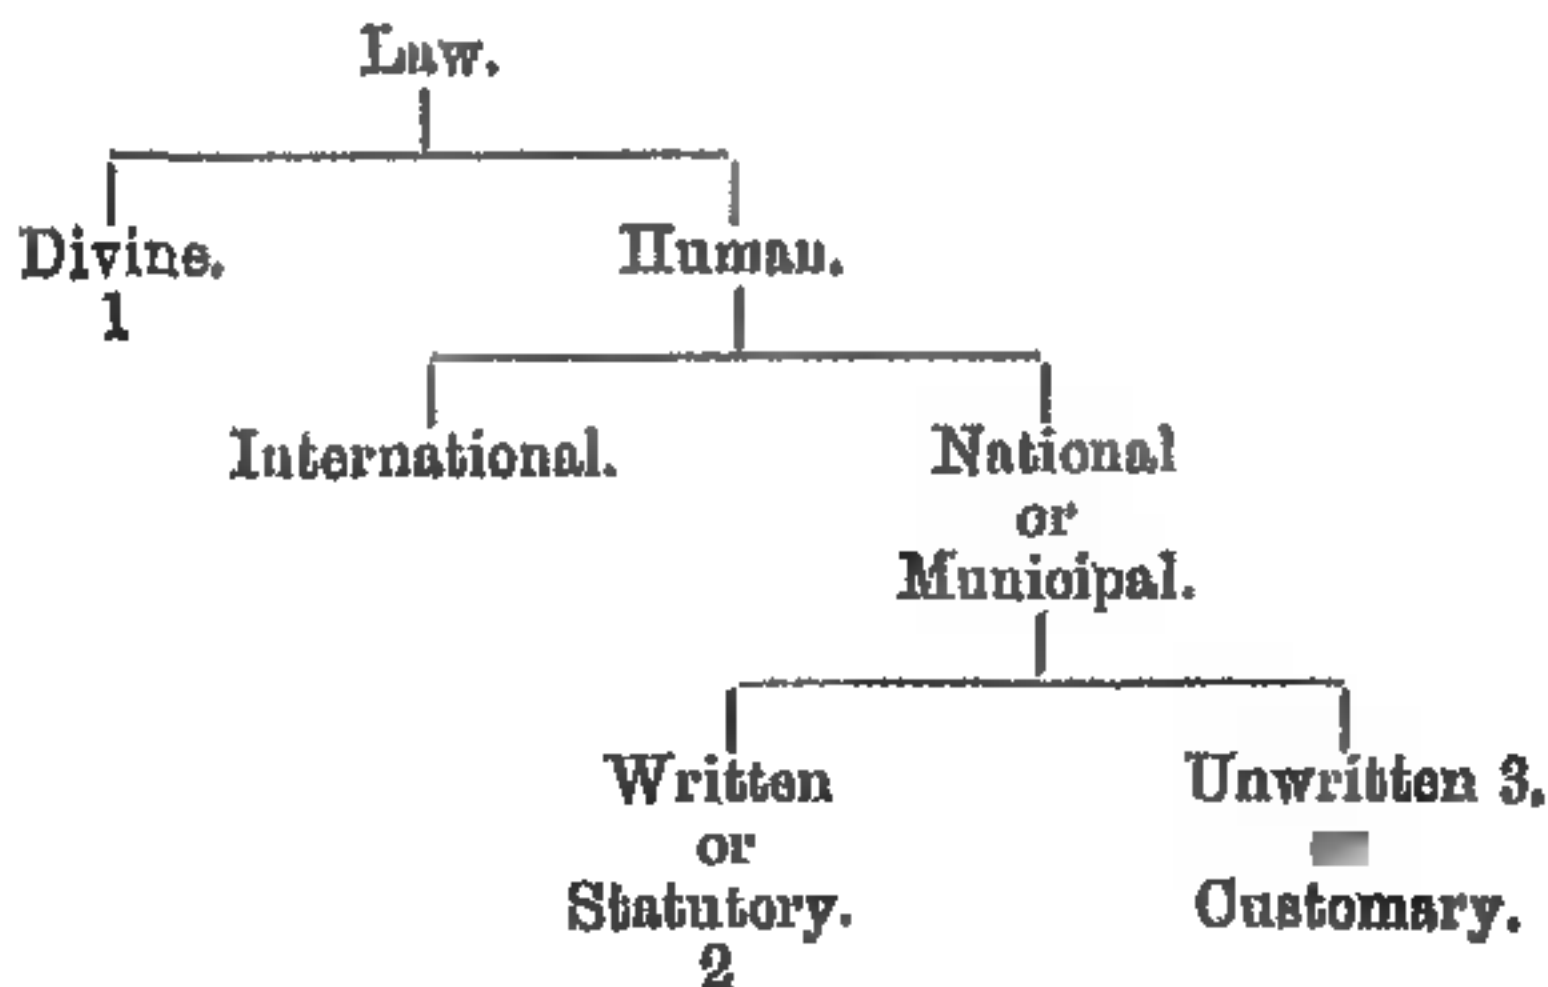 Law.
Divine.
1
Human.
International.
National
or
Municipal.
Written
or
Statutory.
2
Unwritten 3.
Customary.